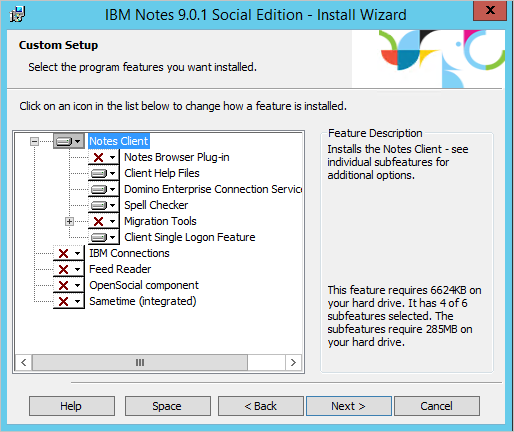 IBM Notes 9.0.1 Social Edition - Install Wizard
x
Custom Setup
Select the program features you want installed.
Click on an icon in the list below to change how a feature is installed.
Notes Client
Notes Browser Plug-in
Client Help Files
Domino Enterprise Connection Service
Spell Checker
Migration Tools
Client Single Logon Feature
IBM Connections
Feed Reader
OpenSocial component
Sametime (integrated)
Feature Description
Installs the Notes Client - see
individual subfeatures for
additional options.
This feature requires 6624KB on
your hard drive. It has 4 of 6
subfeatures selected. The
subfeatures require 285MB on
your hard drive.
Help
Space
< Back
Next >
Cancel